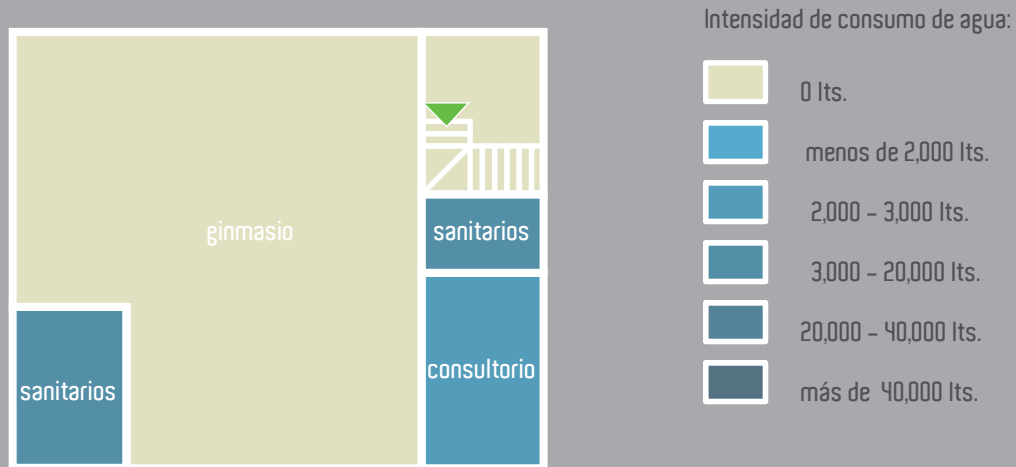 Intensidad de consumo de agua:
0 lts.
menos de 2,000 lts.
2,000 – 3,000 lts.
3,000 – 20,000 lts.
20,000 – 40,000 lts.
más de 40,000 lts.
ginmasio
sanitarios
consultorio
sanitarios